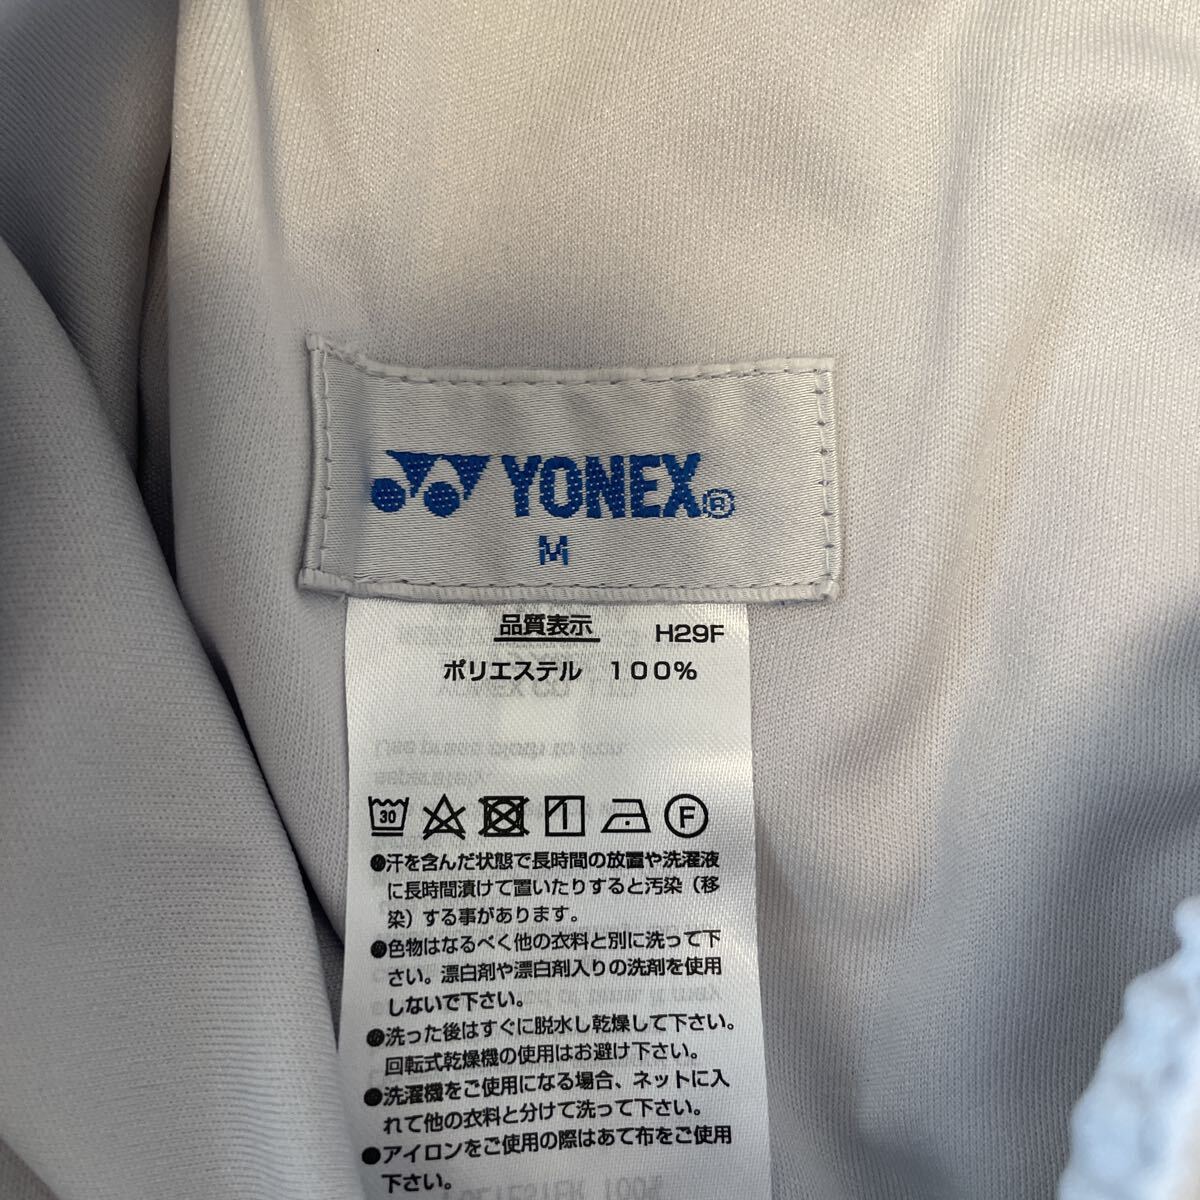 YONEX®
M
品質表示 H29F
ポリエステル 100%
30 F
●汗を含んだ状態で長時間の放置や洗濯液
に長時間漬けて置いたりすると汚染（移
染）する事があります。
●色物はなるべく他の衣料と別に洗って下
さい。漂白剤や漂白剤入りの洗剤を使用
しないで下さい。
●洗った後はすぐに脱水し乾燥して下さい。
回転式乾燥機の使用はお避け下さい。
●洗濯機をご使用になる場合、ネットに入
れて他の衣料と分けて洗って下さい。
●アイロンをご使用の際はあて布をご使用
下さい。